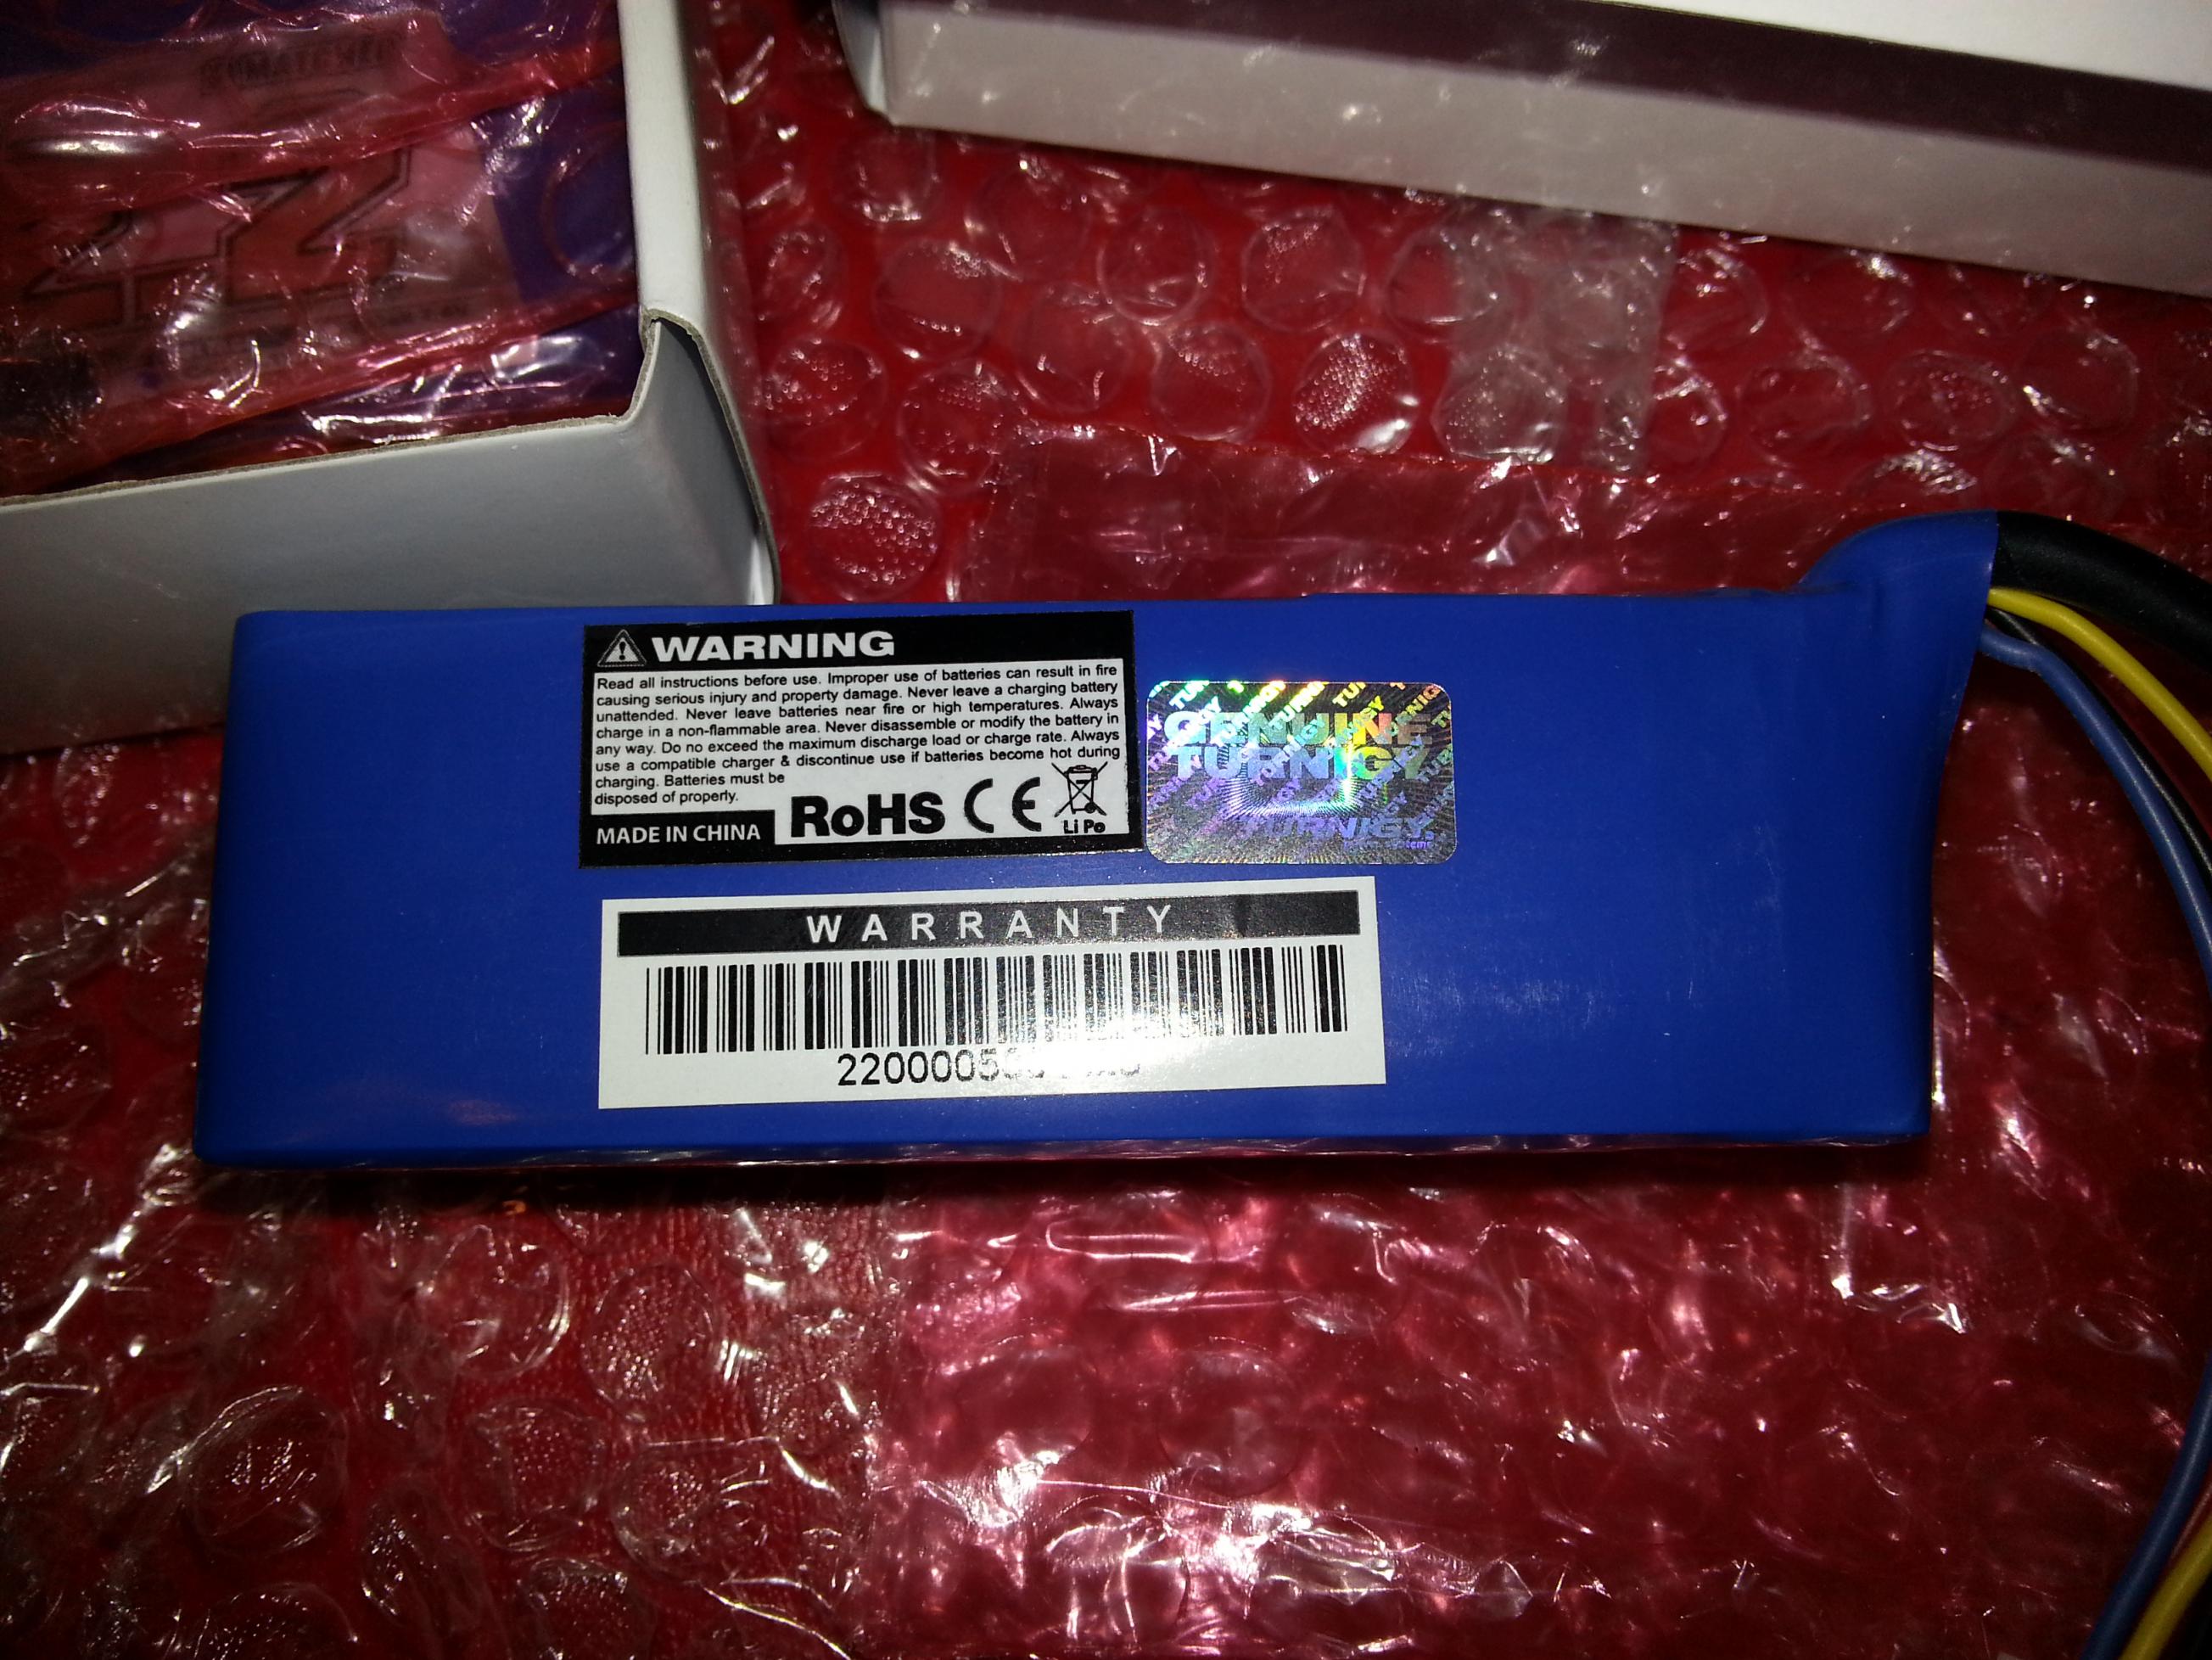 WARNING
Read all instructions before use. Improper use of batteries can result in fire
causing serious injury and property damage. Never leave a charging battery
unattended. Never leave batteries near fire or high temperatures. Always
charge in a non-flammable area. Never disassemble or modify the battery in
any way. Do no exceed the maximum discharge load or charge rate. Always
use a compatible charger & discontinue use if batteries become hot during
charging. Batteries must be
disposed of properly.
MADE IN CHINA
RoHS CE
Li Po
GENUINE
TURNIGY
TURNIGY
WARRANTY